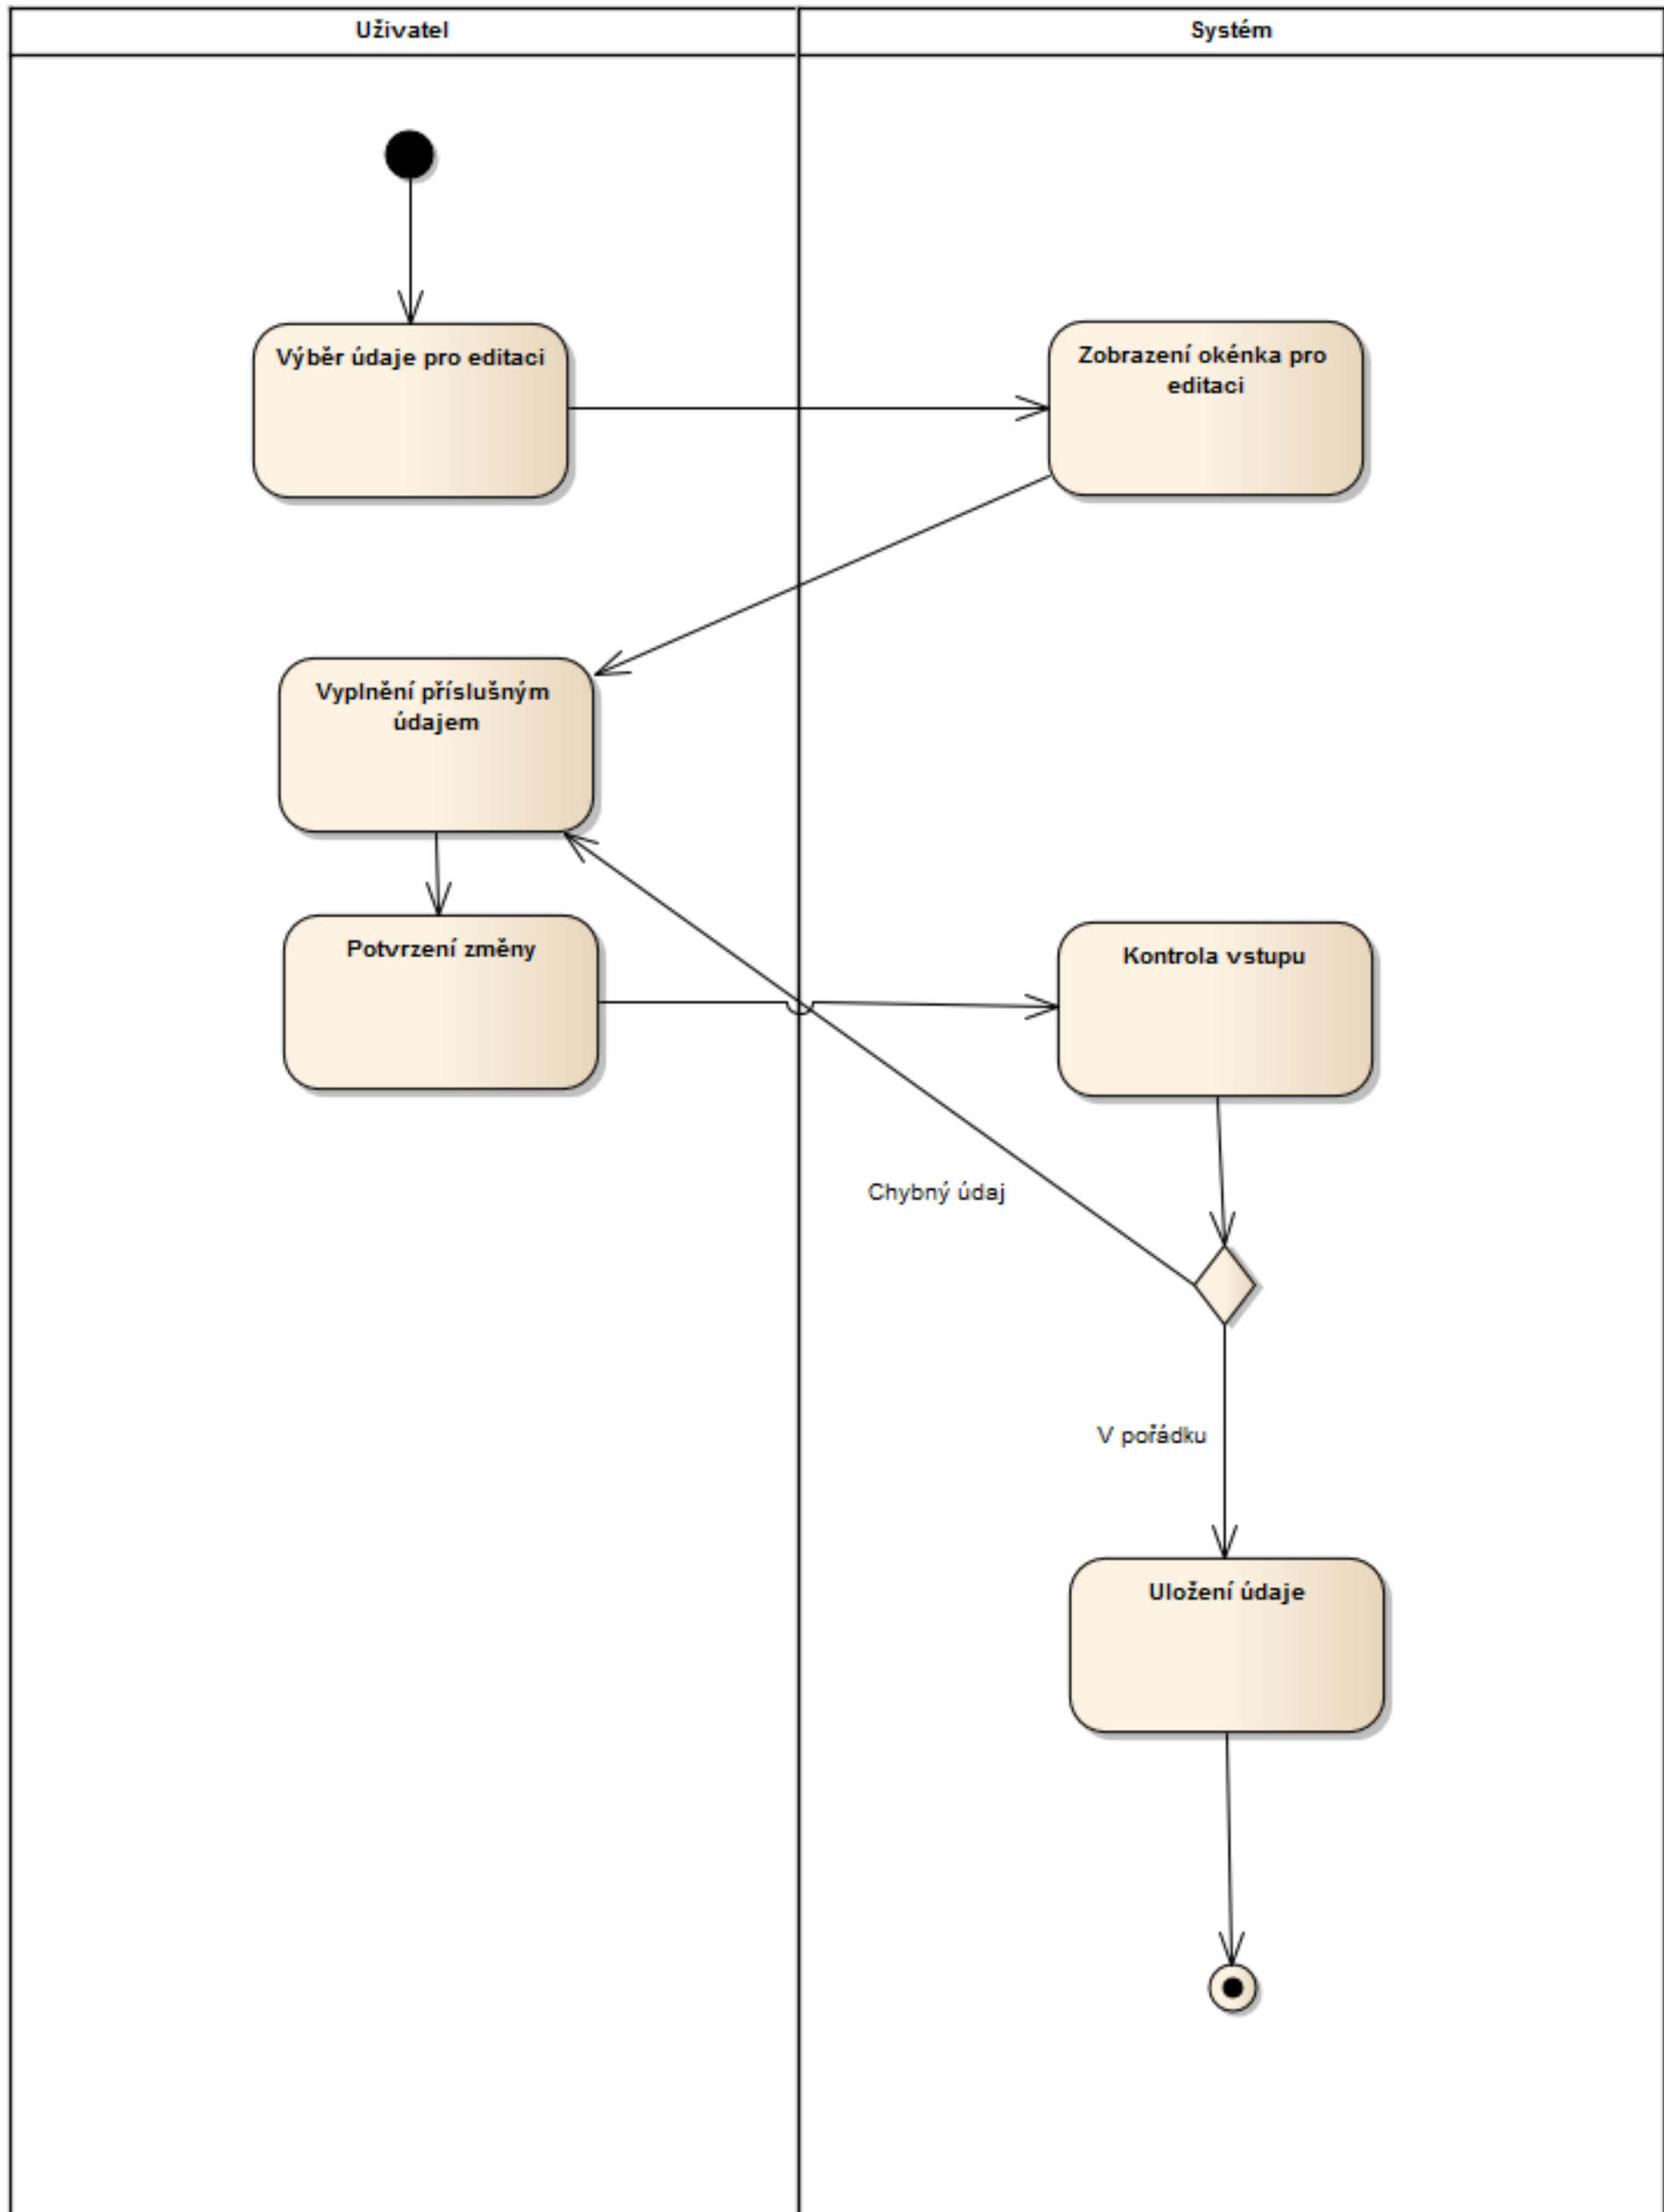 Uživatel
Systém
Výběr údaje pro editaci
Zobrazení okénka pro
editaci
Vyplnění příslušným
údajem
Potvrzení změny
Kontrola vstupu
Chybný údaj
V pořádku
Uložení údaje